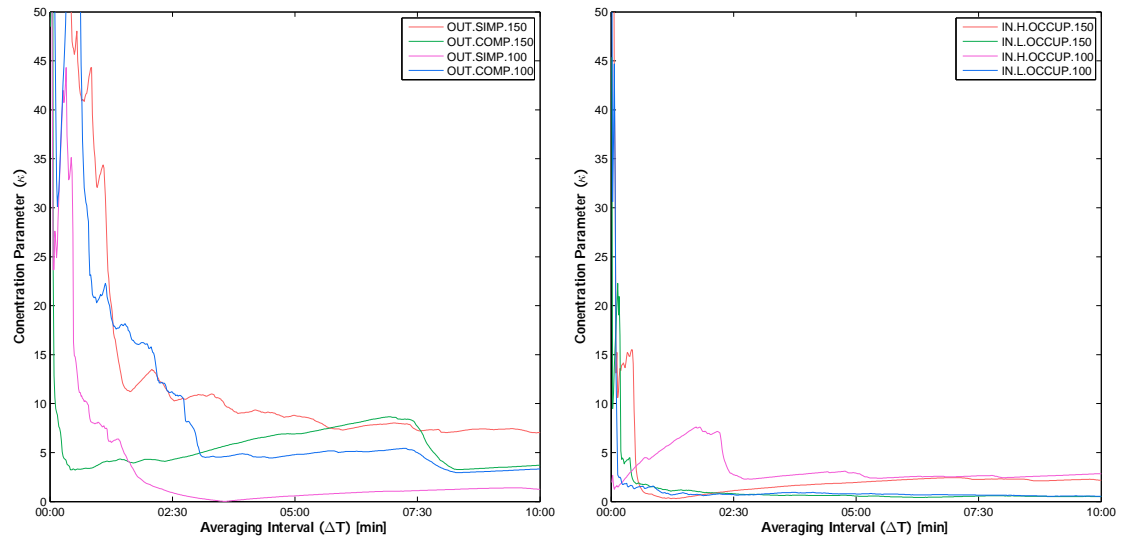 50
45
40
35
30
25
20
15
10
5
0
Conentration Parameter (κ)
00:00
02:30
05:00
07:30
10:00
Averaging Interval (ΔT) [min]
OUT.SIMP.150
OUT.COMP.150
OUT.SIMP.100
OUT.COMP.100
50
45
40
35
30
25
20
15
10
5
0
Conentration Parameter (κ)
00:00
02:30
05:00
07:30
10:00
Averaging Interval (ΔT) [min]
IN.H.OCCUP.150
IN.L.OCCUP.150
IN.H.OCCUP.100
IN.L.OCCUP.100